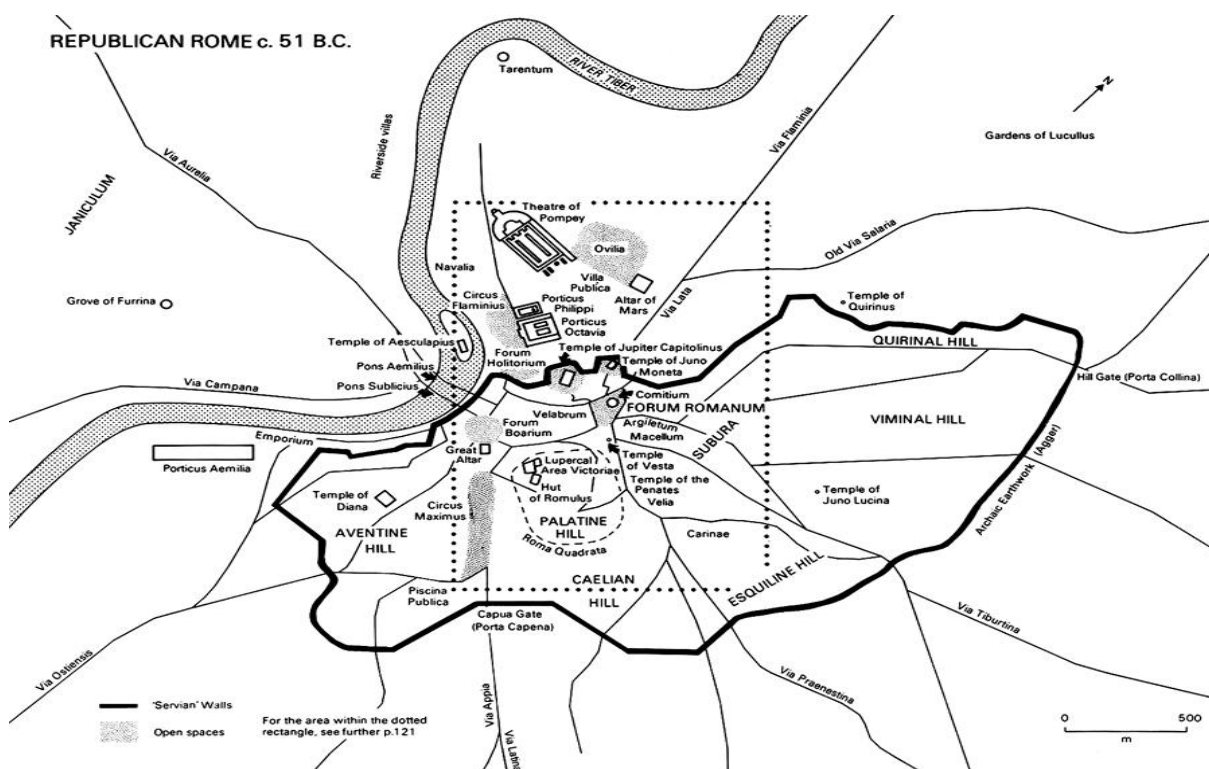 REPUBLICAN ROME c. 51 B.C.
Tarentum
RIVER TIBER
N
Gardens of Lucullus
Via Flaminia
Riverside villas
Via Aurelia
JANICULUM
Theatre of
Pompey
Ovilia
Old Via Salaria
Navalia
Villa
Publica
Altar of
Mars
Via Lata
Grove of Furrina
Circus
Flaminius
Porticus
Philippi
Porticus
Octavia
Temple of
Quirinus
QUIRINAL HILL
Temple of Aesculapius
Temple of Jupiter Capitolinus
Forum
Holitorium
Temple of Juno
Moneta
Pons Aemilius
Pons Sublicius
Via Campana
Hill Gate (Porta Collina)
Comitium
FORUM ROMANUM
Velabrum
Argiletum
Macellum
SUBURA
VIMINAL HILL
Forum
Boarium
Emporium
Porticus Aemilia
Great
Altar
Lupercal
Area Victoriae
Hut
of Romulus
Temple
of Vesta
Temple of the
Penates
Velia
Temple of
Juno Lucina
Archaic Earthwork (Agger)
Temple of
Diana
Circus
Maximus
PALATINE
HILL
Roma Quadrata
Carinae
AVENTINE
HILL
CAELIAN
HILL
ESQUILINE HILL
Piscina
Publica
Capua Gate
(Porta Capena)
Via Tiburtina
Via Ostiensis
Via Appia
Via Latina
Via Praenestina
'Servian' Walls
Open spaces
For the area within the dotted
rectangle, see further p.121
0 500
m